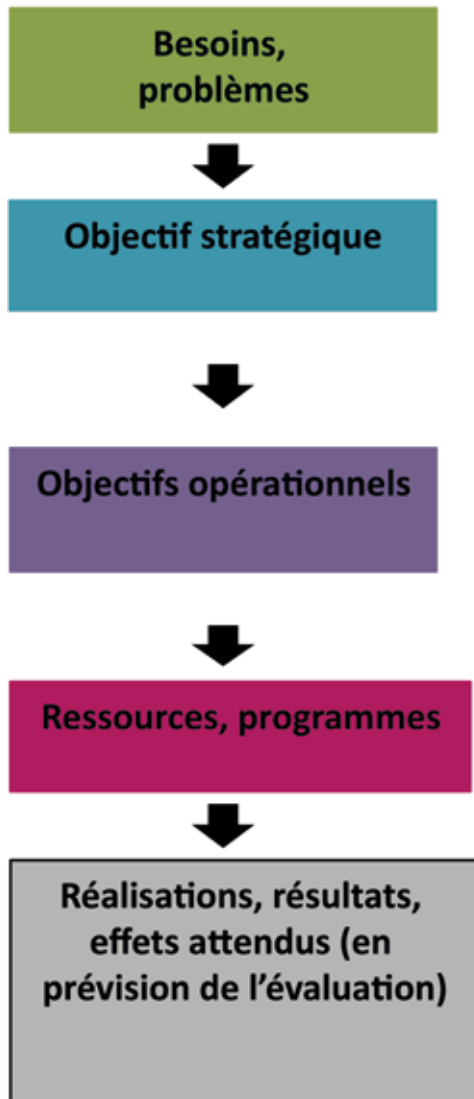 Besoins,
problèmes
Objectif stratégique
Objectifs opérationnels
Ressources, programmes
Réalisations, résultats,
effets attendus (en
prévision de l’évaluation)